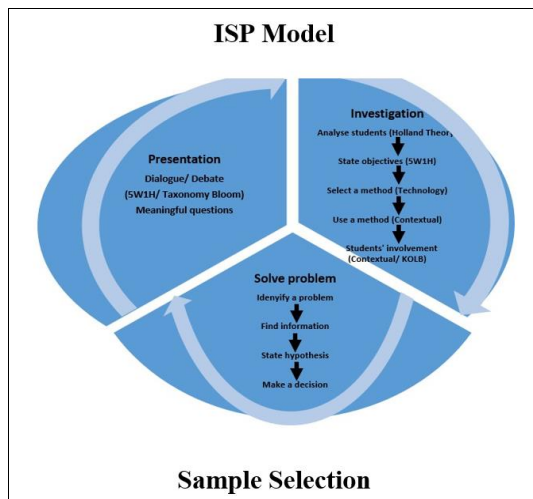 ISP Model
Presentation
Dialogue/ Debate
(5W1H/ Taxonomy Bloom)
Meaningful questions
Investigation
Analyse students (Holland Theory)
State objectives (5W1H)
Select a method (Technology)
Use a method (Contextual)
Students' involvement
(Contextual/ KOLB)
Solve problem
Idenyify a problem
Find information
State hypothesis
Make a decision
Sample Selection